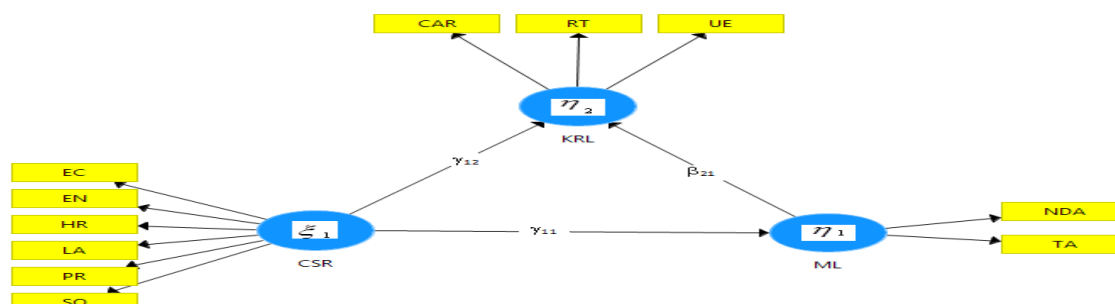 CAR RT UE
η₂
KRL
γ₁₂
β₂₁
EC
EN
HR
LA
PR
SO
ξ₁
CSR
γ₁₁
η₁
ML
NDA
TA